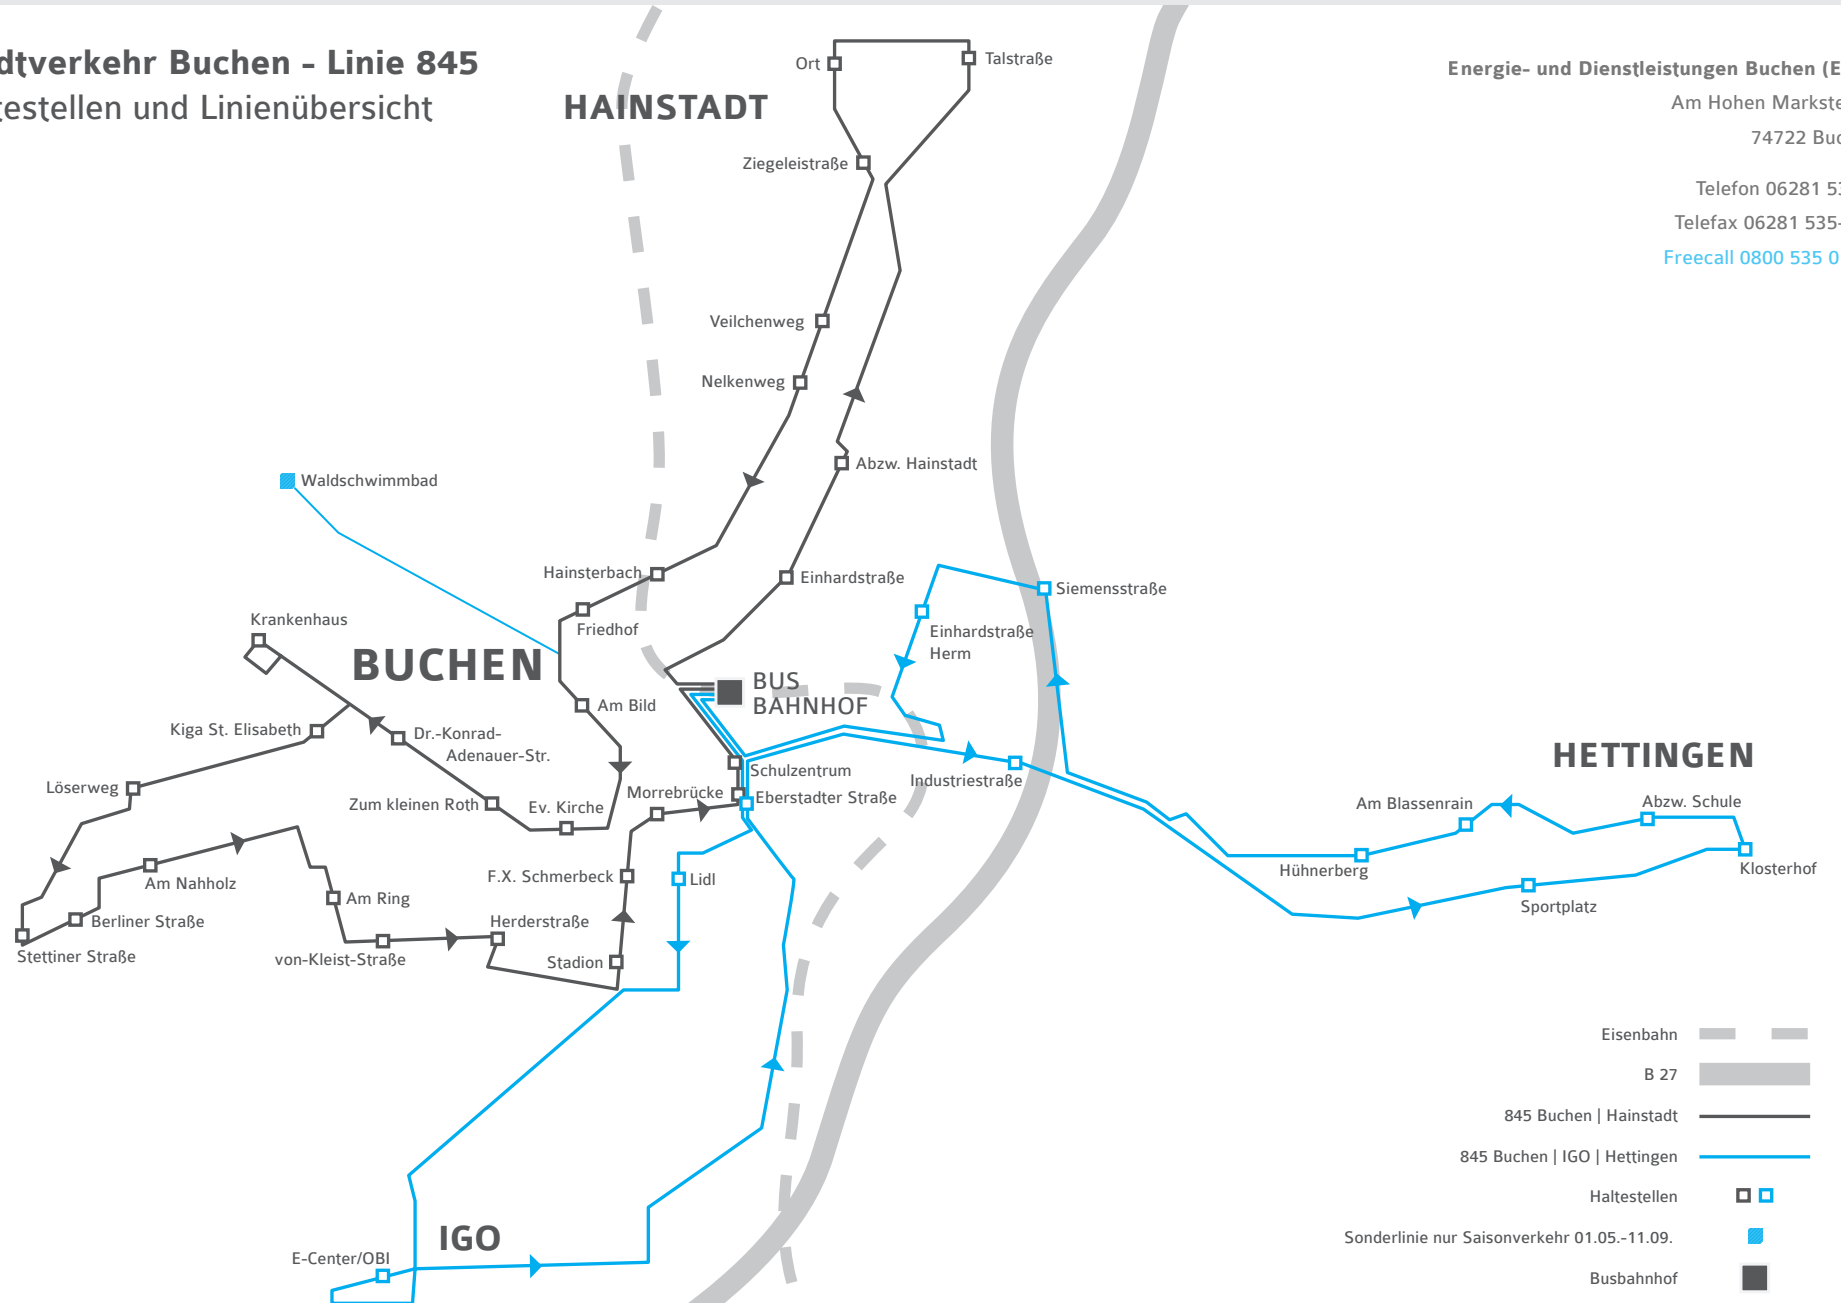 dtverkehr Buchen - Linie 845
testellen und Linienübersicht
Energie- und Dienstleistungen Buchen (E
Am Hohen Markste
74722 Buc
Telefon 06281 53
Telefax 06281 535-
Freecall 0800 535 0
HAINSTADT
Ort
Talstraße
Ziegeleistraße
Veilchenweg
Nelkenweg
Abzw. Hainstadt
Waldschwimmbad
Hainsterbach
Einhardstraße
Friedhof
Siemensstraße
Einhardstraße
Herm
Krankenhaus
BUCHEN
BUS
BAHNHOF
Am Bild
Kiga St. Elisabeth
Dr.-Konrad-
Adenauer-Str.
HETTINGEN
Schulzentrum
Industriestraße
Löserweg
Zum kleinen Roth
Ev. Kirche
Morrebrücke
Eberstadter Straße
Am Blassenrain
Abzw. Schule
Hühnerberg
Klosterhof
Am Nahholz
F.X. Schmerbeck
Lidl
Am Ring
Sportplatz
Berliner Straße
Herderstraße
Stettiner Straße
von-Kleist-Straße
Stadion
IGO
E-Center/OBI
Eisenbahn
B 27
845 Buchen | Hainstadt
845 Buchen | IGO | Hettingen
Haltestellen
Sonderlinie nur Saisonverkehr 01.05.-11.09.
Busbahnhof